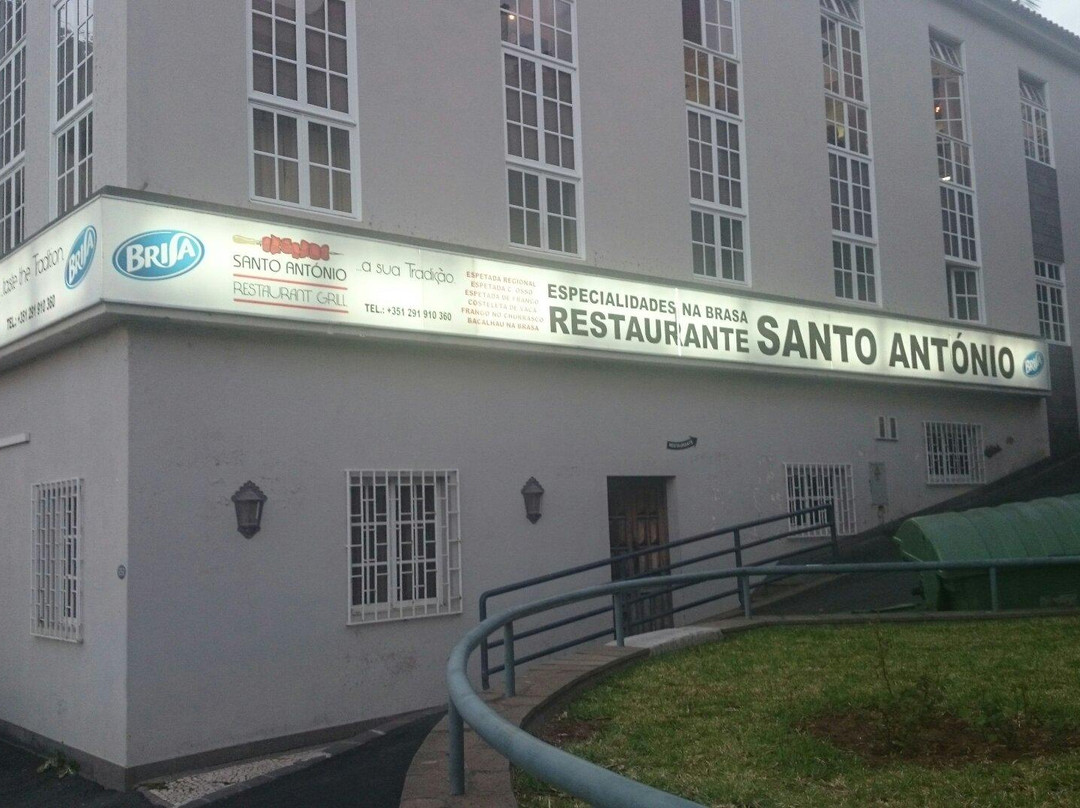 taste the Tradition
BRISA
TEL.: +351 291 910 360
BRISA
SANTO ANTÓNIO
RESTAURANT GRILL
...a sua Tradição.
TEL.: +351 291 910 360
ESPETADA REGIONAL
ESPETADA C/OSSO
ESPETADA DE FRANGO
COSTELETA DE VACA
FRANGO NO CHURRASCO
BACALHAU NA BRASA
ESPECIALIDADES NA BRASA
RESTAURANTE SANTO ANTÓNIO
BRISA